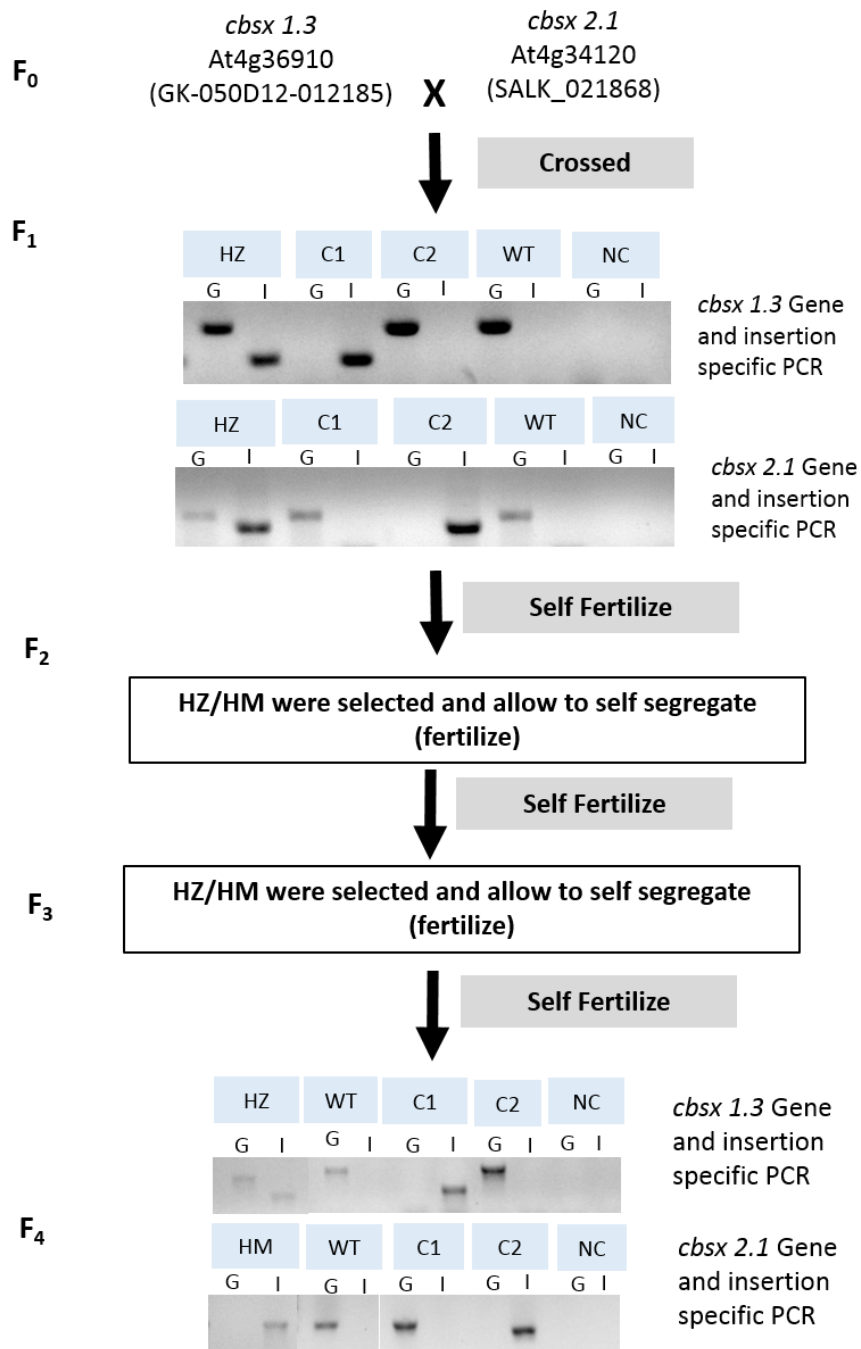 cbsx 1.3
At4g36910
(GK-050D12-012185)
F0
X
cbsx 2.1
At4g34120
(SALK_021868)
Crossed
F1
HZ C1 C2 WT NC
G I G I G I G I G I
cbsx 1.3 Gene
and insertion
specific PCR
HZ C1 C2 WT NC
G I G I G I G I G I
cbsx 2.1 Gene
and insertion
specific PCR
Self Fertilize
F2
HZ/HM were selected and allow to self segregate
(fertilize)
Self Fertilize
F3
HZ/HM were selected and allow to self segregate
(fertilize)
Self Fertilize
F4
HZ WT C1 C2 NC
G I G I G I G I G I
cbsx 1.3 Gene
and insertion
specific PCR
HM WT C1 C2 NC
G I G I G I G I G I
cbsx 2.1 Gene
and insertion
specific PCR